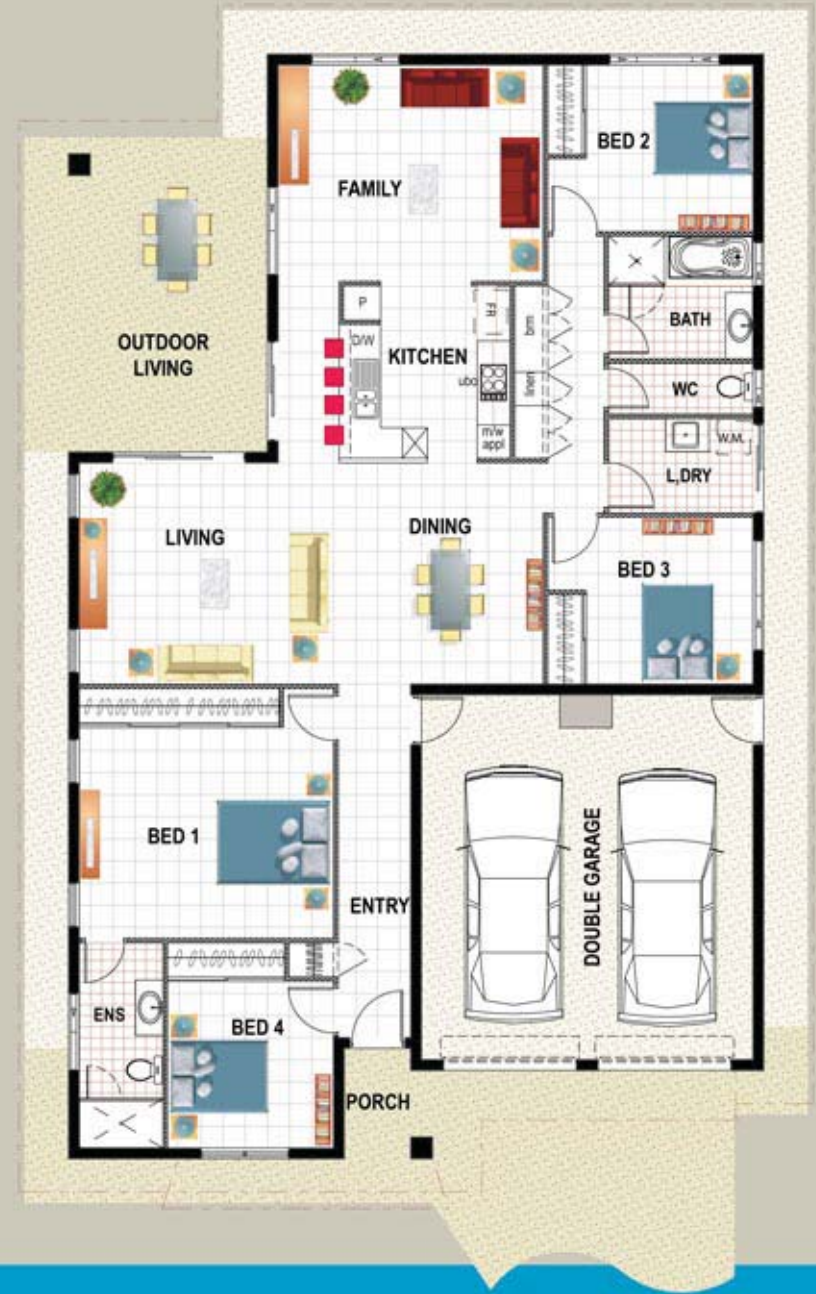 BED 2
FAMILY
P
FR
brm
BATH
OUTDOOR
LIVING
D/W
KITCHEN
ubo
linen
WC
m/w
appl
W.M.
L,DRY
LIVING
DINING
BED 3
BED 1
ENTRY
DOUBLE GARAGE
ENS
BED 4
PORCH